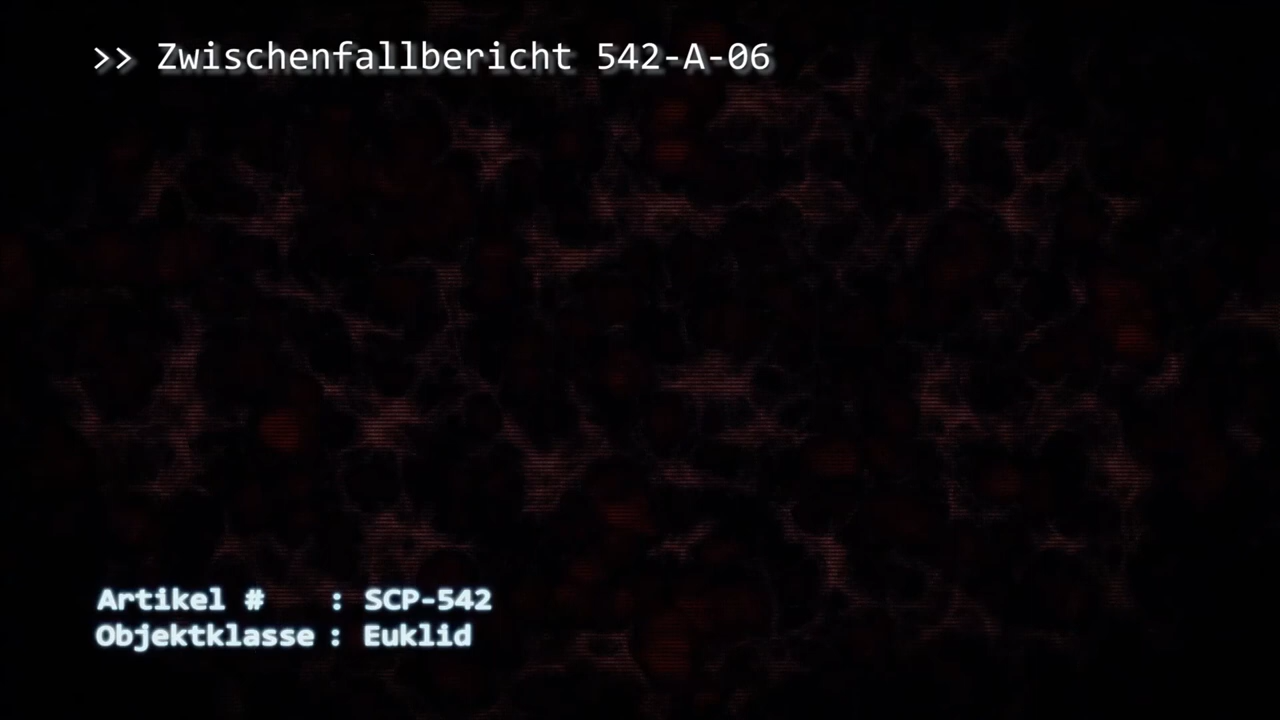 >> Zwischenfallbericht 542-A-06
Artikel # : SCP-542
Objektklasse : Euklid